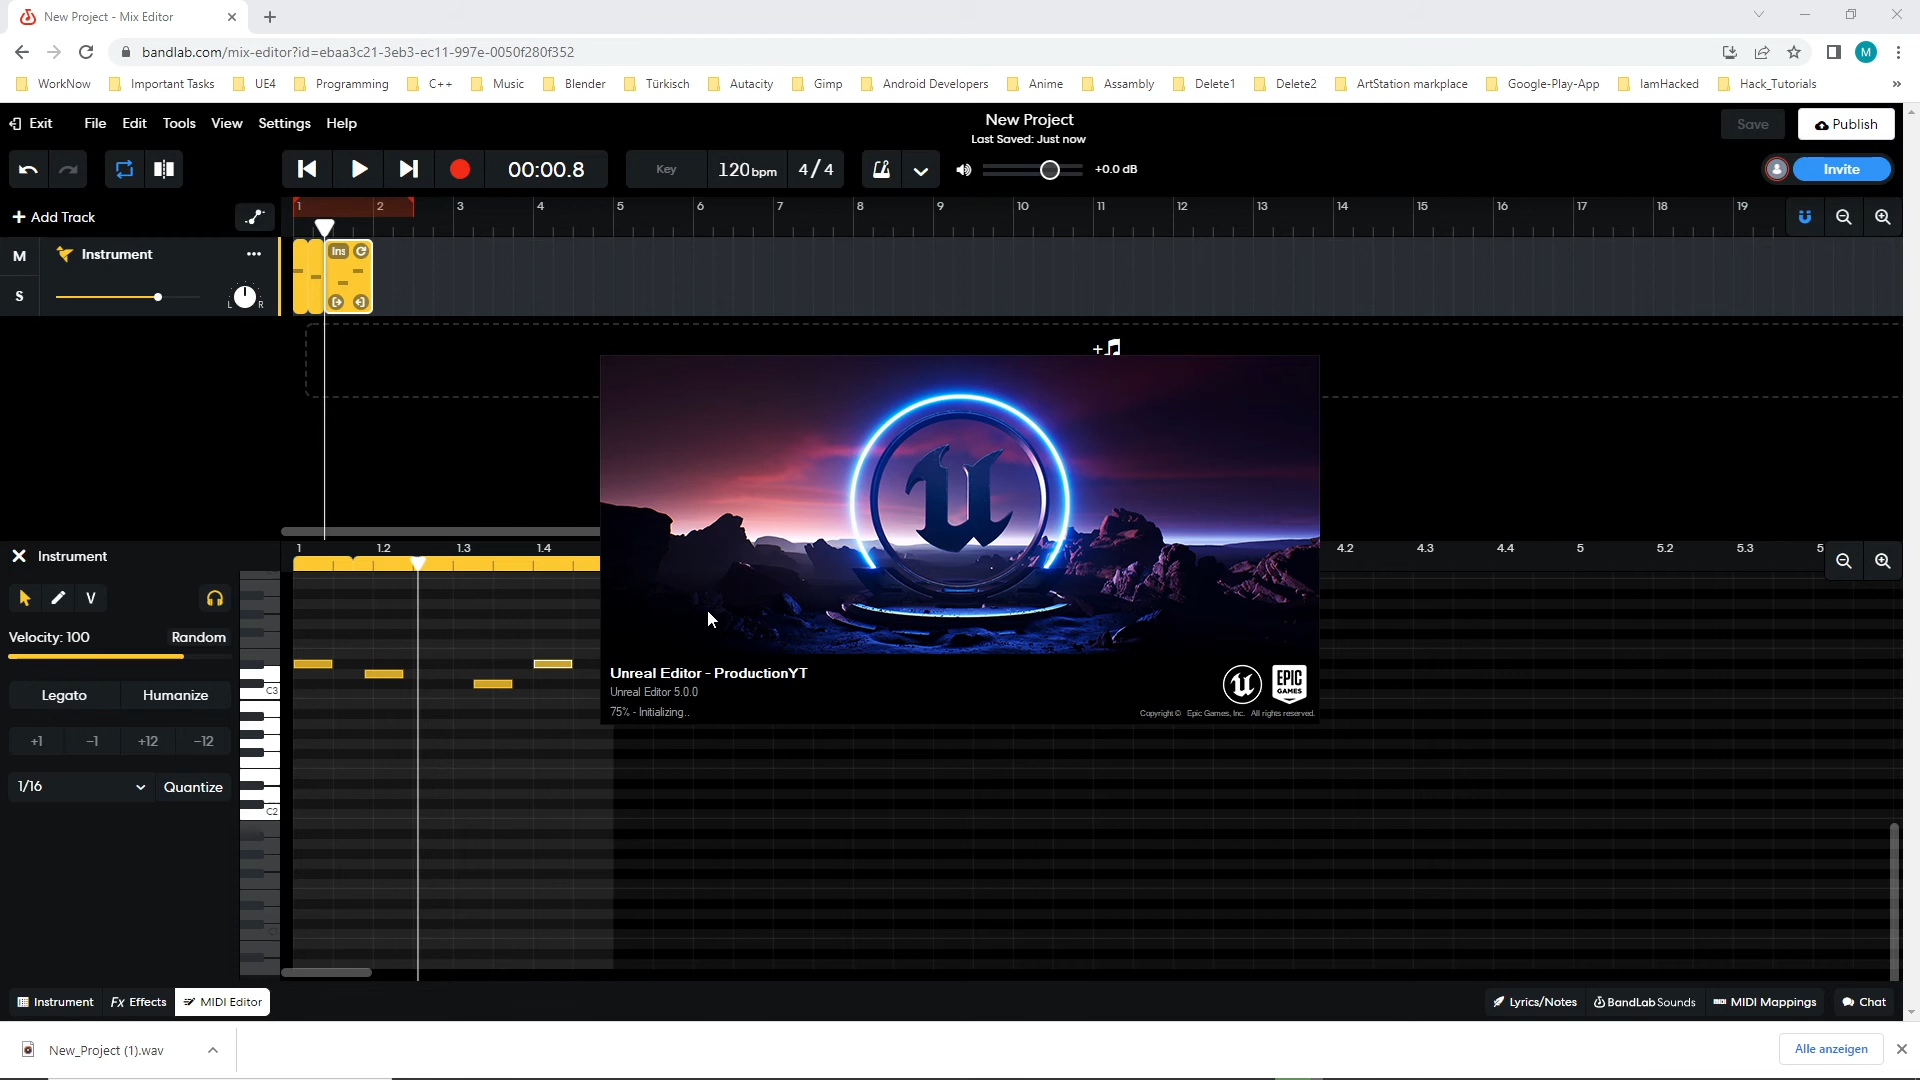 New Project - Mix Editor
bandlab.com/mix-editor?id=ebaa3c21-3eb3-ec11-997e-0050f280f352
M
WorkNow Important Tasks UE4 Programming C++ Music Blender Türkisch Autacity Gimp Android Developers Anime Assambly Delete1 Delete2 ArtStation markplace Google-Play-App IamHacked Hack_Tutorials »
Exit File Edit Tools View Settings Help
New Project
Last Saved: Just now
Save Publish
00:00.8 Key 120bpm 4/4 +0.0 dB Invite
+ Add Track
1 2 3 4 5 6 7 8 9 10 11 12 13 14 15 16 17 18 19
M Instrument ...
Ins
S L R
+
Instrument
1 1.2 1.3 1.4 4.2 4.3 4.4 5 5.2 5.3 5
V
Velocity: 100 Random
Legato Humanize
C3
+1 -1 +12 -12
1/16 Quantize
C2
Unreal Editor - ProductionYT
Unreal Editor 5.0.0
75% - Initializing..
EPIC
GAMES
Copyright © Epic Games, Inc. All rights reserved.
Instrument Fx Effects MIDI Editor
Lyrics/Notes BandLab Sounds MIDI Mappings Chat
New_Project (1).wav
Alle anzeigen